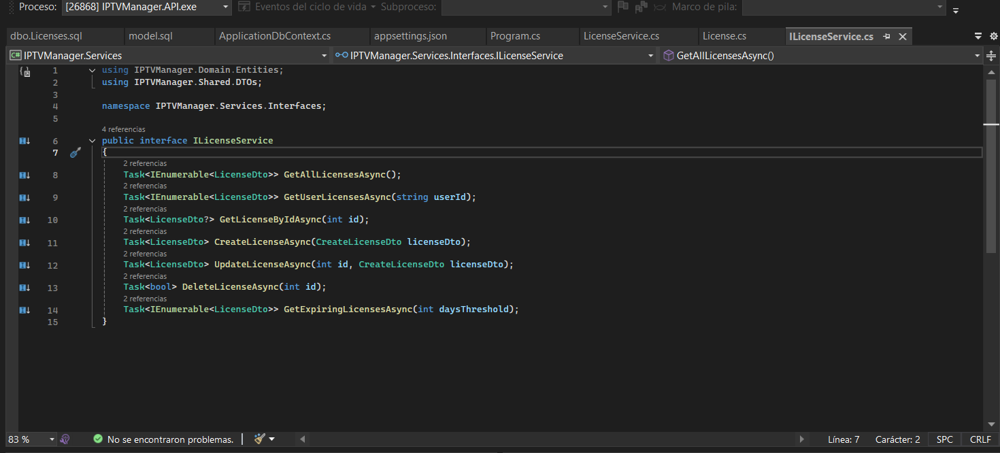 Proceso: [26868] IPTVManager.API.exe Eventos del ciclo de vida Subproceso: Marco de pila:
dbo.Licenses.sql model.sql ApplicationDbContext.cs appsettings.json Program.cs LicenseService.cs License.cs ILicenseService.cs
C# IPTVManager.Services IPTVManager.Services.Interfaces.ILicenseService GetAllLicensesAsync()
1 using IPTVManager.Domain.Entities;
2 using IPTVManager.Shared.DTOs;
3
4 namespace IPTVManager.Services.Interfaces;
5
4 referencias
6 public interface ILicenseService
7 {
2 referencias
8 Task<IEnumerable<LicenseDto>> GetAllLicensesAsync();
2 referencias
9 Task<IEnumerable<LicenseDto>> GetUserLicensesAsync(string userId);
2 referencias
10 Task<LicenseDto?> GetLicenseByIdAsync(int id);
2 referencias
11 Task<LicenseDto> CreateLicenseAsync(CreateLicenseDto licenseDto);
2 referencias
12 Task<LicenseDto> UpdateLicenseAsync(int id, CreateLicenseDto licenseDto);
2 referencias
13 Task<bool> DeleteLicenseAsync(int id);
2 referencias
14 Task<IEnumerable<LicenseDto>> GetExpiringLicensesAsync(int daysThreshold);
15 }
83 % No se encontraron problemas. Línea: 7 Carácter: 2 SPC CRLF